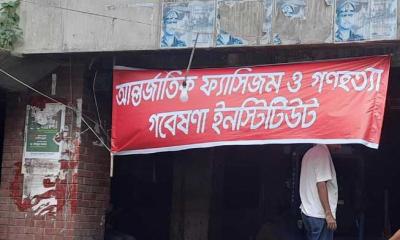 আন্তর্জাতিক ফ্যাসিজম ও গণহত্যা
গবেষণা ইনস্টিটিউট